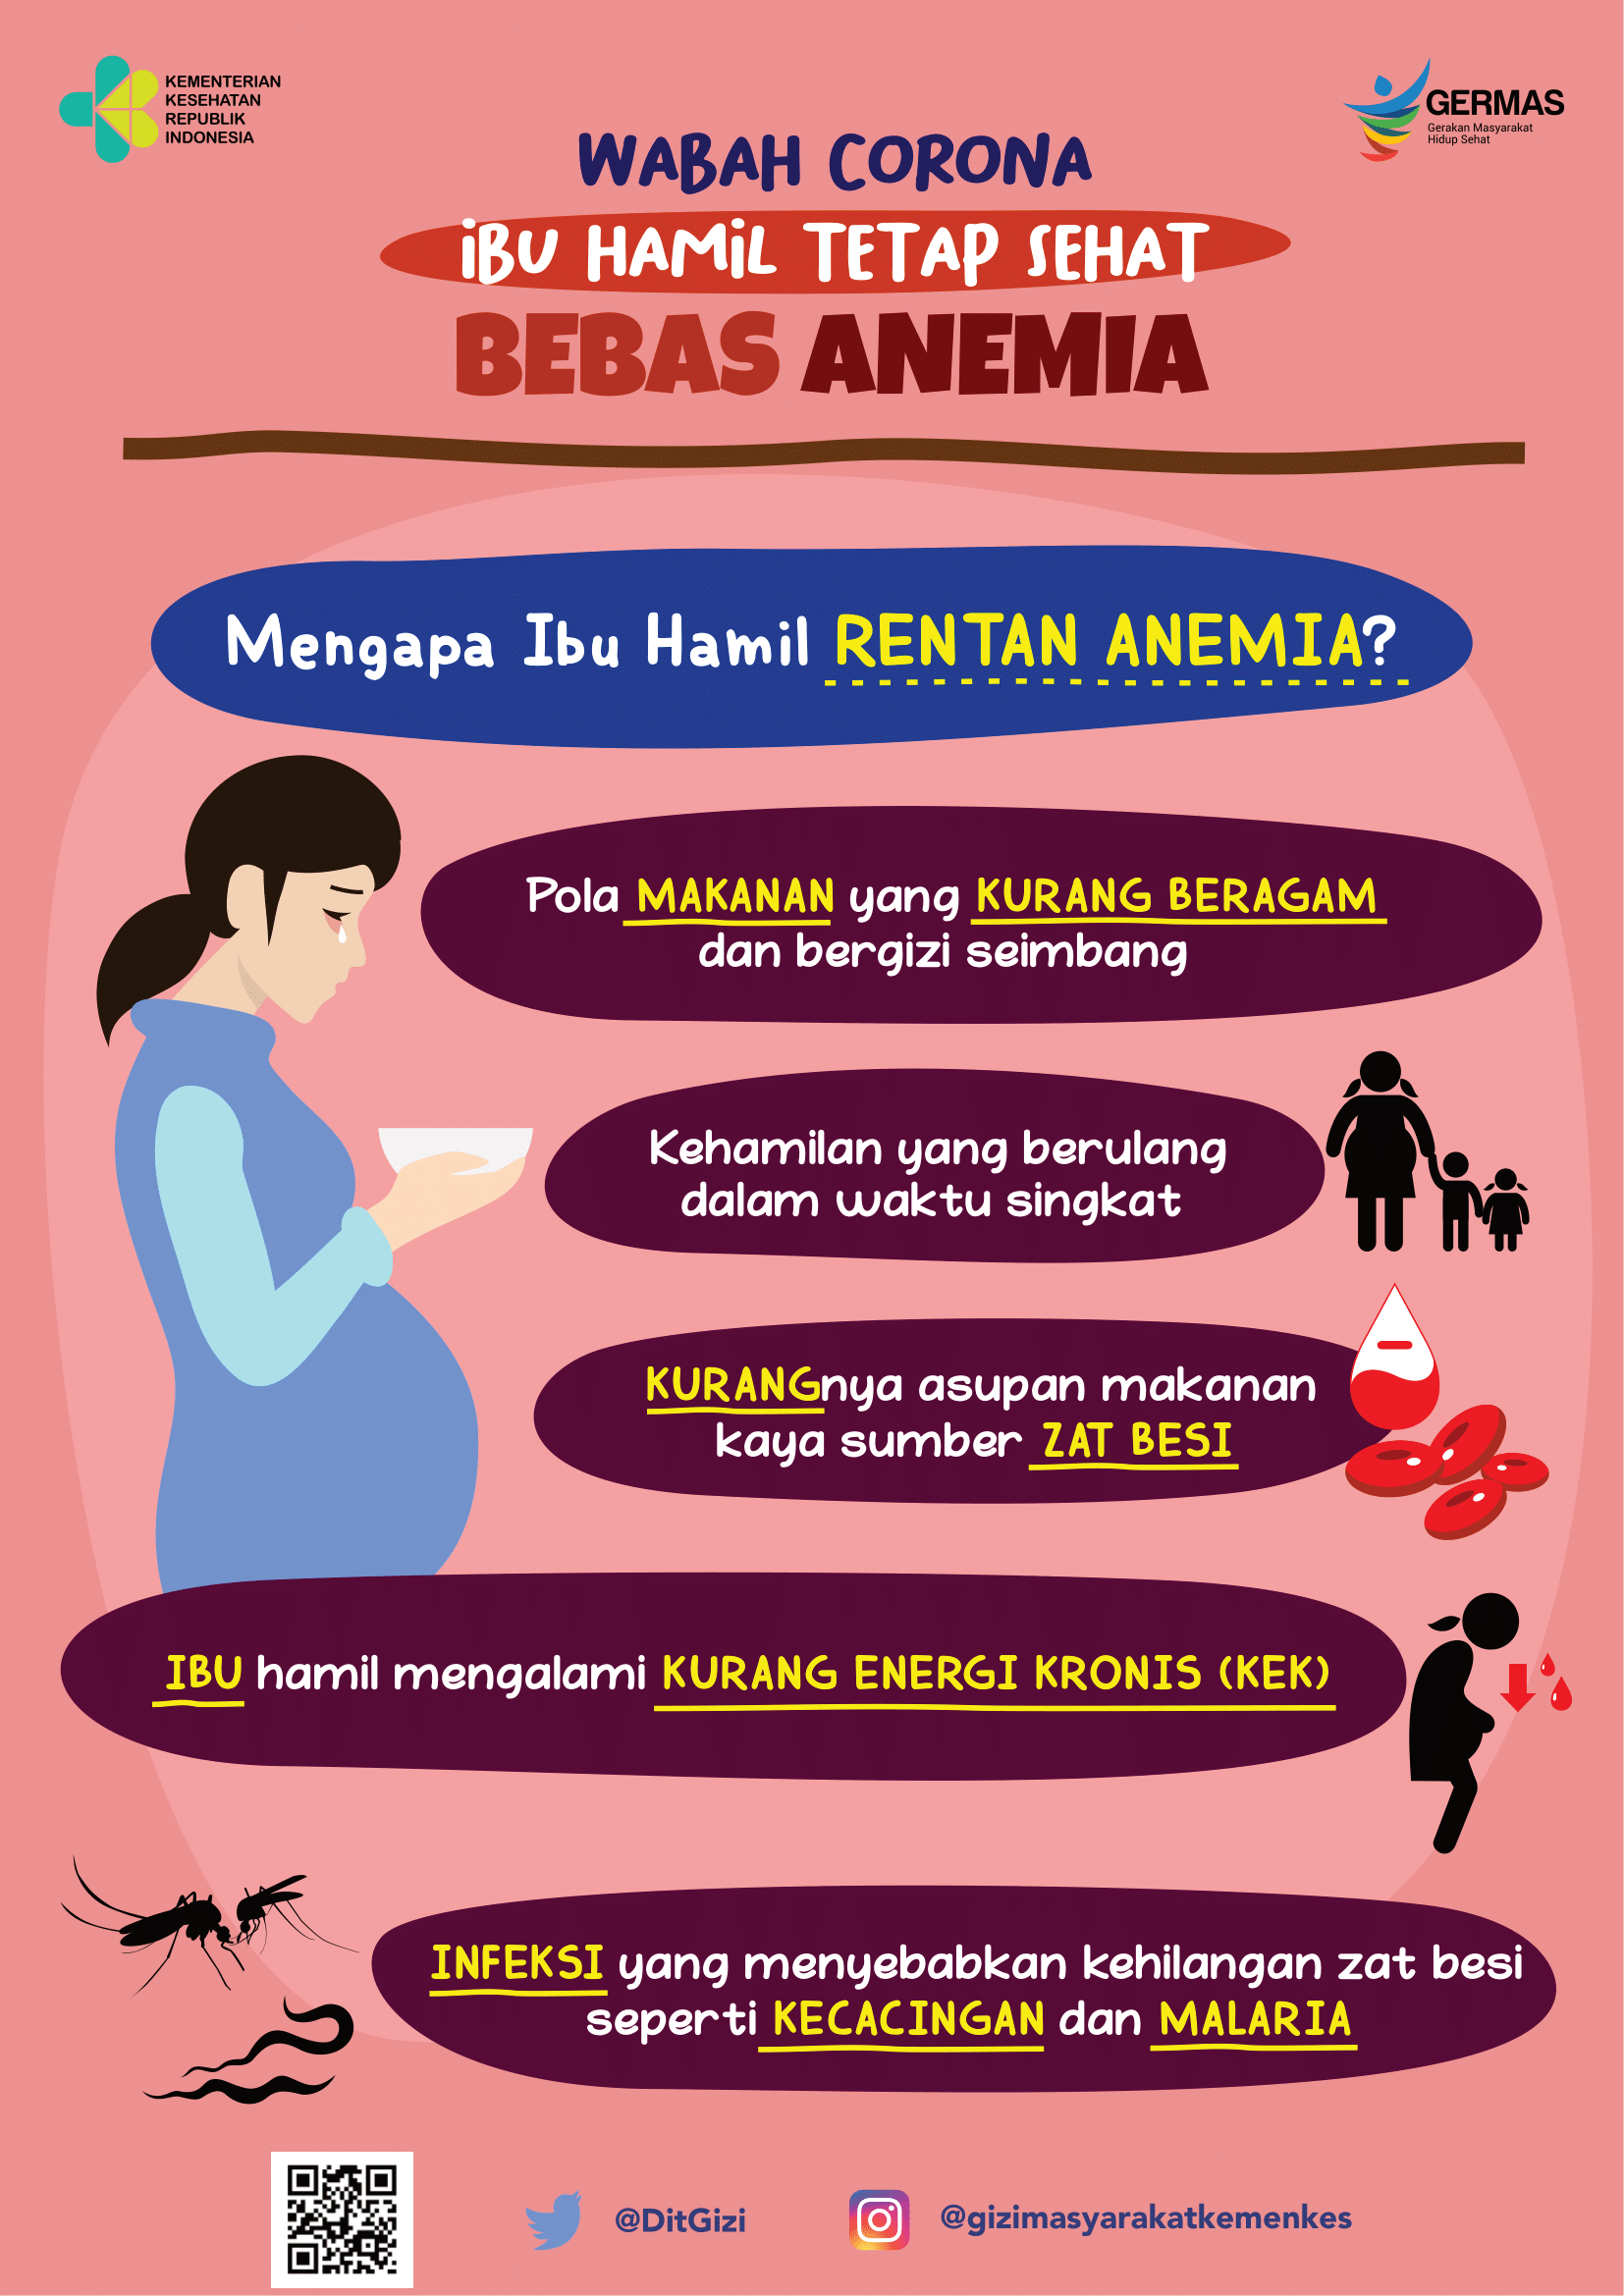 KEMENTERIAN
KESEHATAN
REPUBLIK
INDONESIA
GERMAS
Gerakan Masyarakat
Hidup Sehat
WABAH CORONA
iBU HAMiL TETAP SEHAT
BEBAS ANEMIA
Mengapa Ibu Hamil RENTAN ANEMIA?
Pola MAKANAN yang KURANG BERAGAM
dan bergizi seimbang
Kehamilan yang berulang
dalam waktu singkat
KURANGnya asupan makanan
kaya sumber ZAT BESI
IBU hamil mengalami KURANG ENERGI KRONIS (KEK)
INFEKSI yang menyebabkan kehilangan zat besi
seperti KECACINGAN dan MALARIA
@DitGizi
@gizimasyarakatkemenkes